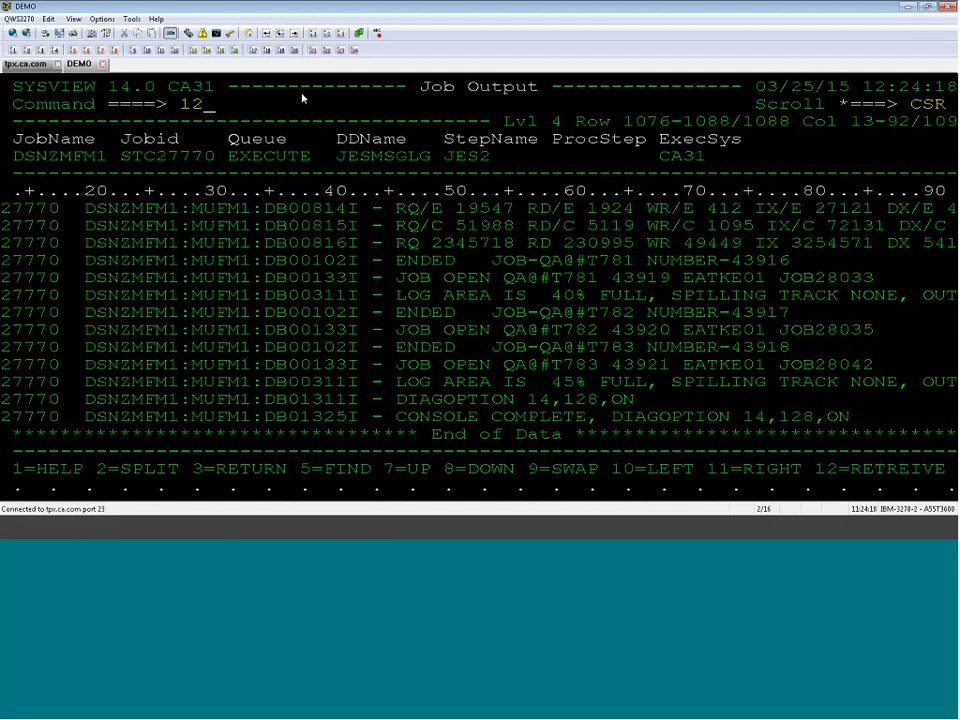 DEMO
QWS3270 Edit View Options Tools Help
tpx.ca.com DEMO
SYSVIEW 14.0 CA31 --------------- Job Output ---------------- 03/25/15 12:24:18
Command ====> 12_ Scroll *===> CSR
---------------------------------------- Lvl 4 Row 1076-1088/1088 Col 13-92/109
JobName Jobid Queue DDName StepName ProcStep ExecSys
DSNZMFM1 STC27770 EXECUTE JESMSGLG JES2 CA31
--------------------------------------------------------------------------------
.+....20...+....30...+....40...+....50...+....60...+....70...+....80...+....90
27770 DSNZMFM1:MUFM1:DB00814I - RQ/E 19547 RD/E 1924 WR/E 412 IX/E 27121 DX/E 4
27770 DSNZMFM1:MUFM1:DB00815I - RQ/C 51988 RD/C 5119 WR/C 1095 IX/C 72131 DX/C
27770 DSNZMFM1:MUFM1:DB00816I - RQ 2345718 RD 230995 WR 49449 IX 3254571 DX 541
27770 DSNZMFM1:MUFM1:DB00102I - ENDED JOB-QA@#T781 NUMBER-43916
27770 DSNZMFM1:MUFM1:DB00133I - JOB OPEN QA@#T781 43919 EATKE01 JOB28033
27770 DSNZMFM1:MUFM1:DB00311I - LOG AREA IS 40% FULL, SPILLING TRACK NONE, OUT
27770 DSNZMFM1:MUFM1:DB00102I - ENDED JOB-QA@#T782 NUMBER-43917
27770 DSNZMFM1:MUFM1:DB00133I - JOB OPEN QA@#T782 43920 EATKE01 JOB28035
27770 DSNZMFM1:MUFM1:DB00102I - ENDED JOB-QA@#T783 NUMBER-43918
27770 DSNZMFM1:MUFM1:DB00133I - JOB OPEN QA@#T783 43921 EATKE01 JOB28042
27770 DSNZMFM1:MUFM1:DB00311I - LOG AREA IS 45% FULL, SPILLING TRACK NONE, OUT
27770 DSNZMFM1:MUFM1:DB01311I - DIAGOPTION 14,128,ON
27770 DSNZMFM1:MUFM1:DB01325I - CONSOLE COMPLETE, DIAGOPTION 14,128,ON
********************************** End of Data *********************************
--------------------------------------------------------------------------------
1=HELP 2=SPLIT 3=RETURN 5=FIND 7=UP 8=DOWN 9=SWAP 10=LEFT 11=RIGHT 12=RETREIVE
Connected to tpx.ca.com port 23 2/16 11:24:18 IBM-3278-2 - A55T3600